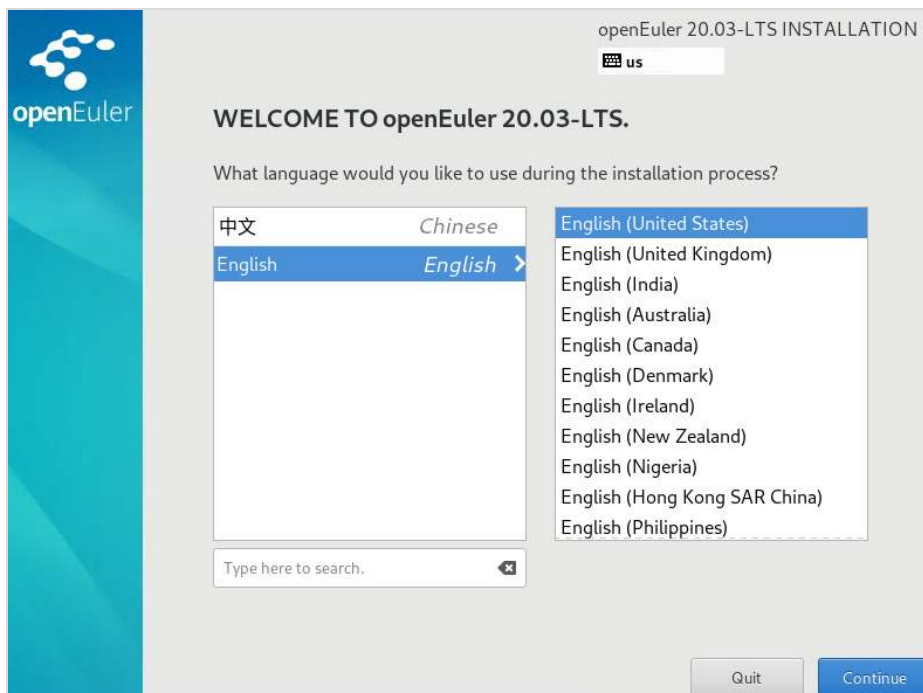 openEuler 20.03-LTS INSTALLATION
us
openEuler
WELCOME TO openEuler 20.03-LTS.
What language would you like to use during the installation process?
中文 Chinese
English English
English (United States)
English (United Kingdom)
English (India)
English (Australia)
English (Canada)
English (Denmark)
English (Ireland)
English (New Zealand)
English (Nigeria)
English (Hong Kong SAR China)
English (Philippines)
Type here to search.
Quit
Continue